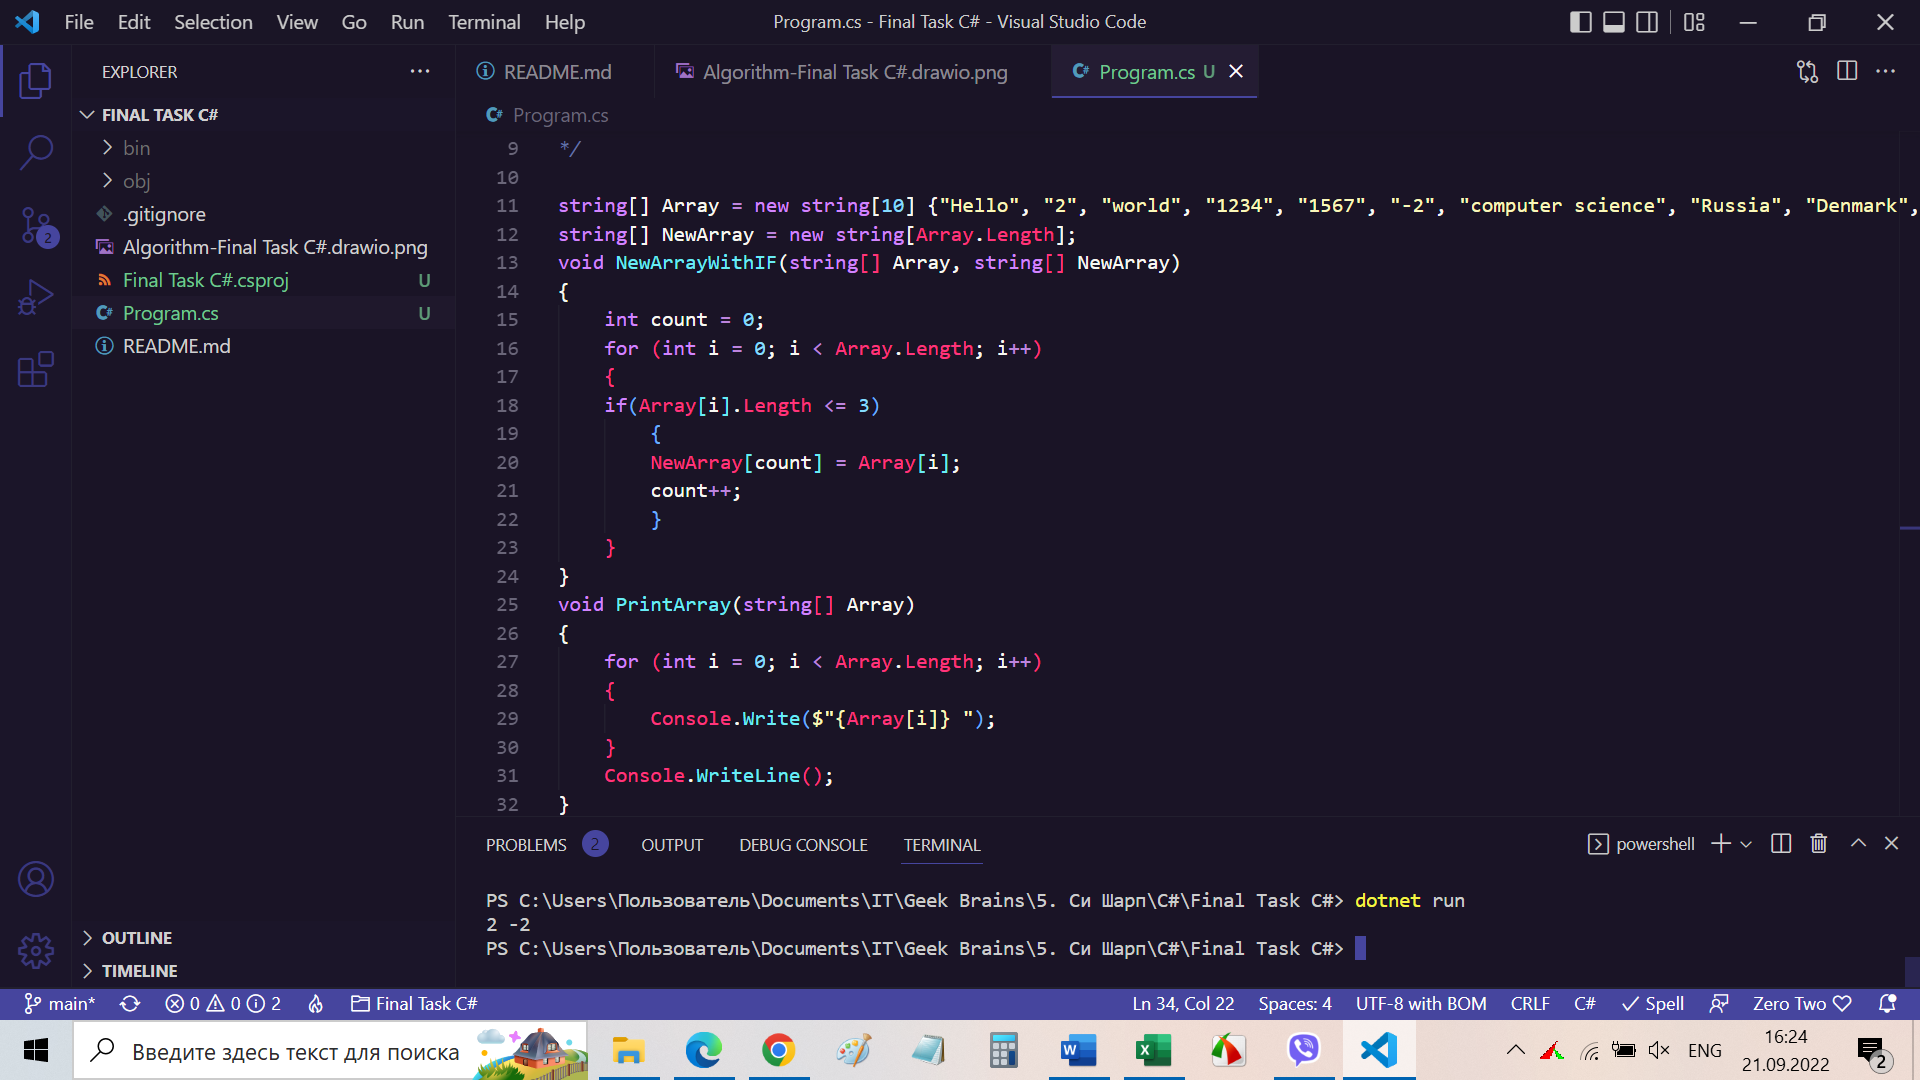 File Edit Selection View Go Run Terminal Help
Program.cs - Final Task C# - Visual Studio Code
EXPLORER
README.md
Algorithm-Final Task C#.drawio.png
Program.cs U
FINAL TASK C#
bin
obj
.gitignore
Algorithm-Final Task C#.drawio.png
Final Task C#.csproj U
Program.cs U
README.md
2
OUTLINE
TIMELINE
Program.cs
9 */
10
11 string[] Array = new string[10] {"Hello", "2", "world", "1234", "1567", "-2", "computer science", "Russia", "Denmark",
12 string[] NewArray = new string[Array.Length];
13 void NewArrayWithIF(string[] Array, string[] NewArray)
14 {
15 int count = 0;
16 for (int i = 0; i < Array.Length; i++)
17 {
18 if(Array[i].Length <= 3)
19 {
20 NewArray[count] = Array[i];
21 count++;
22 }
23 }
24 }
25 void PrintArray(string[] Array)
26 {
27 for (int i = 0; i < Array.Length; i++)
28 {
29 Console.Write($"{Array[i]} ");
30 }
31 Console.WriteLine();
32 }
PROBLEMS 2 OUTPUT DEBUG CONSOLE TERMINAL
powershell
PS C:\Users\Пользователь\Documents\IT\Geek Brains\5. Си Шарп\C#\Final Task C#> dotnet run
2 -2
PS C:\Users\Пользователь\Documents\IT\Geek Brains\5. Си Шарп\C#\Final Task C#>
main* 0 0 2 Final Task C#
Ln 34, Col 22 Spaces: 4 UTF-8 with BOM CRLF C# Spell Zero Two
Введите здесь текст для поиска
ENG
16:24
21.09.2022
2